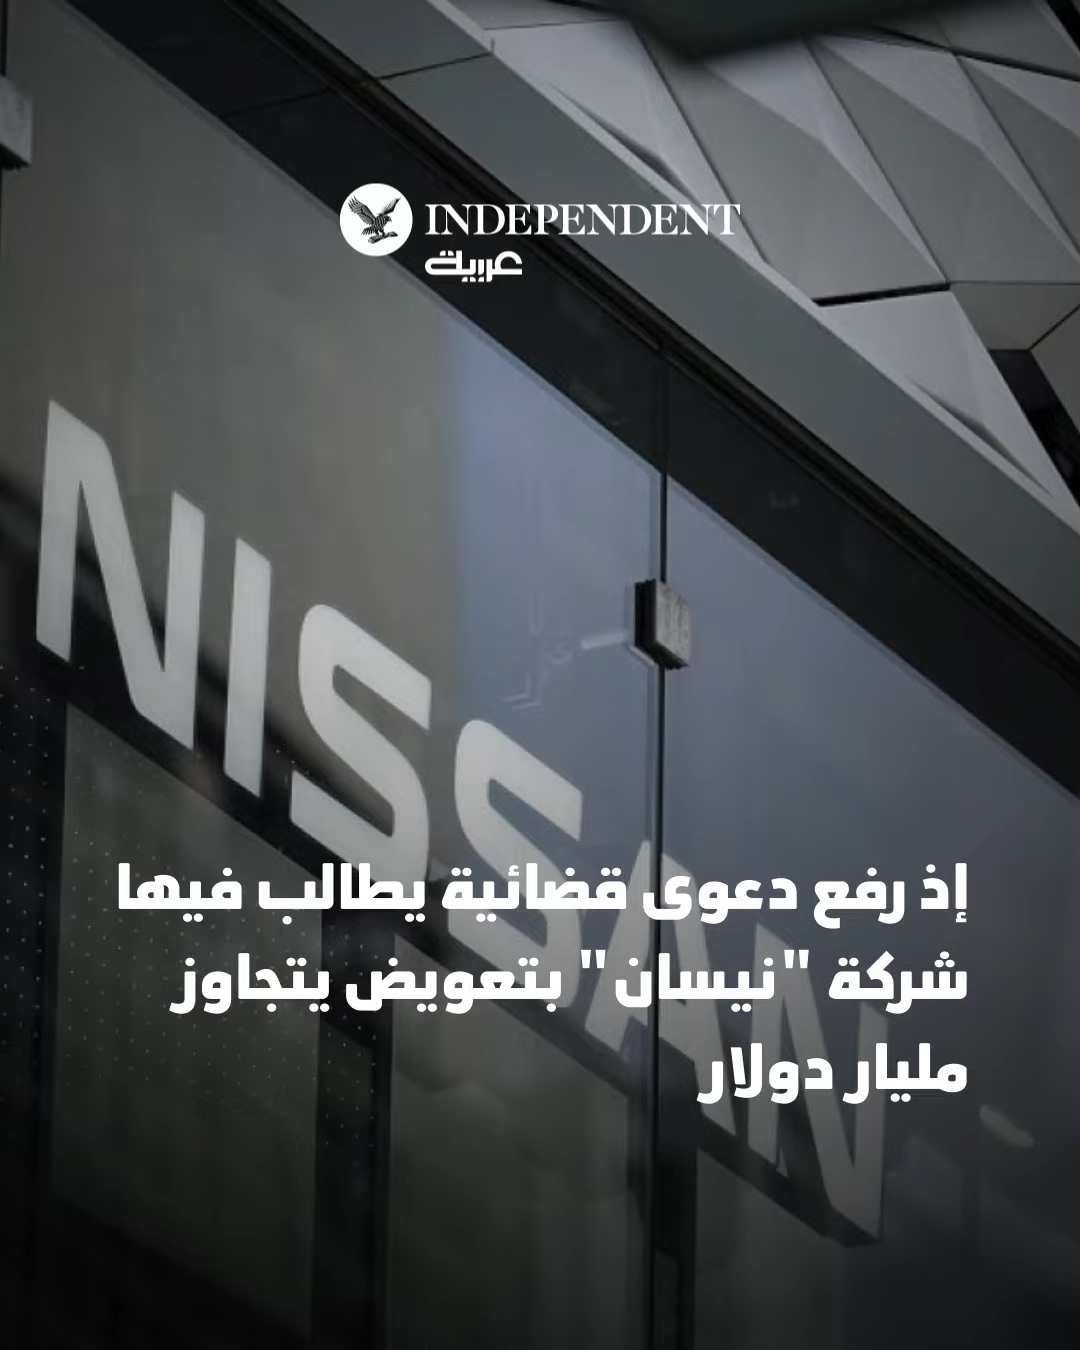 INDEPENDENT
عربية
NISSAN
إذ رفع دعوى قضائية يطالب فيها
شركة "نيسان" بتعويض يتجاوز
مليار دولار